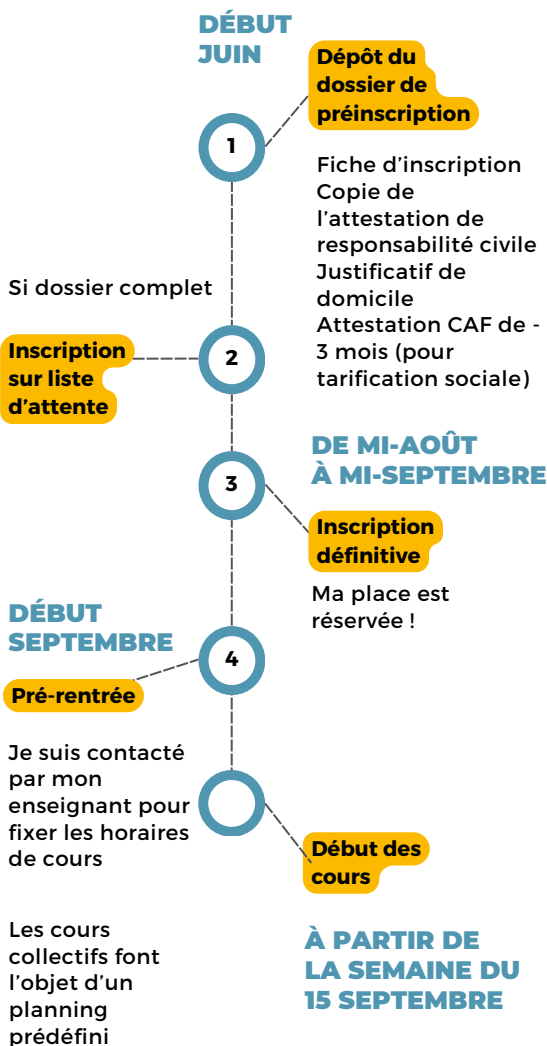 DÉBUT
JUIN
Dépôt du
dossier de
préinscription
1
Fiche d’inscription
Copie de
l’attestation de
responsabilité civile
Justificatif de
domicile
Attestation CAF de -
3 mois (pour
tarification sociale)
Si dossier complet
Inscription
sur liste
d’attente
2
DE MI-AOÛT
À MI-SEPTEMBRE
3
Inscription
définitive
Ma place est
réservée !
DÉBUT
SEPTEMBRE
4
Pré-rentrée
Je suis contacté
par mon
enseignant pour
fixer les horaires
de cours
Les cours
collectifs font
l’objet d’un
planning
prédéfini
Début des
cours
À PARTIR DE
LA SEMAINE DU
15 SEPTEMBRE